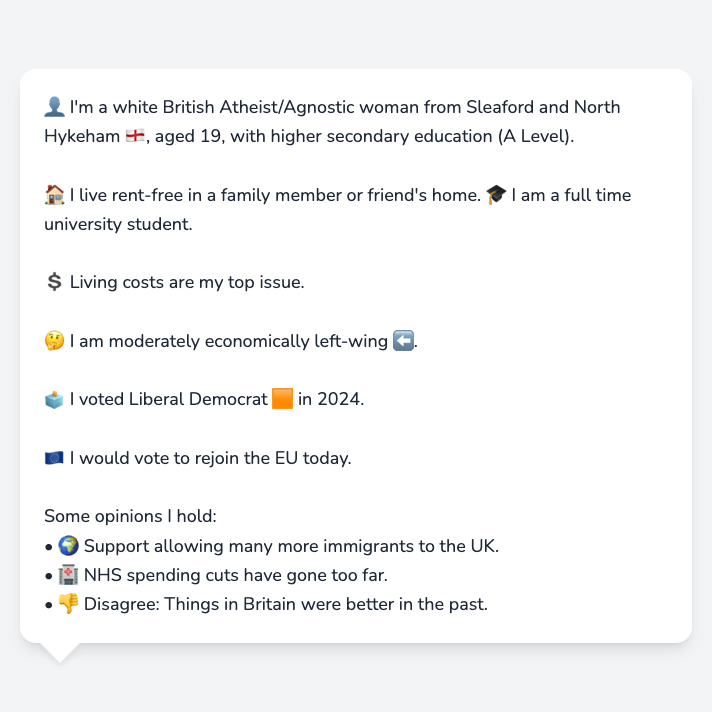 👤 I'm a white British Atheist/Agnostic woman from Sleaford and North
Hykeham 🏴󠁧󠁢󠁥󠁮󠁧󠁿, aged 19, with higher secondary education (A Level).
🏠 I live rent-free in a family member or friend's home. 🎓 I am a full time
university student.
💲 Living costs are my top issue.
🤔 I am moderately economically left-wing ⬅️.
🗳️ I voted Liberal Democrat 🟧 in 2024.
🇪🇺 I would vote to rejoin the EU today.
Some opinions I hold:
• 🌍 Support allowing many more immigrants to the UK.
• 🏥 NHS spending cuts have gone too far.
• 👎 Disagree: Things in Britain were better in the past.